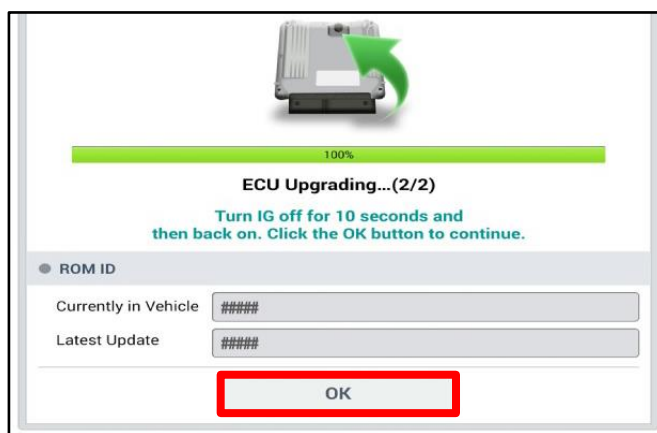 100%
ECU Upgrading...(2/2)
Turn IG off for 10 seconds and
then back on. Click the OK button to continue.
ROM ID
Currently in Vehicle #####
Latest Update #####
OK